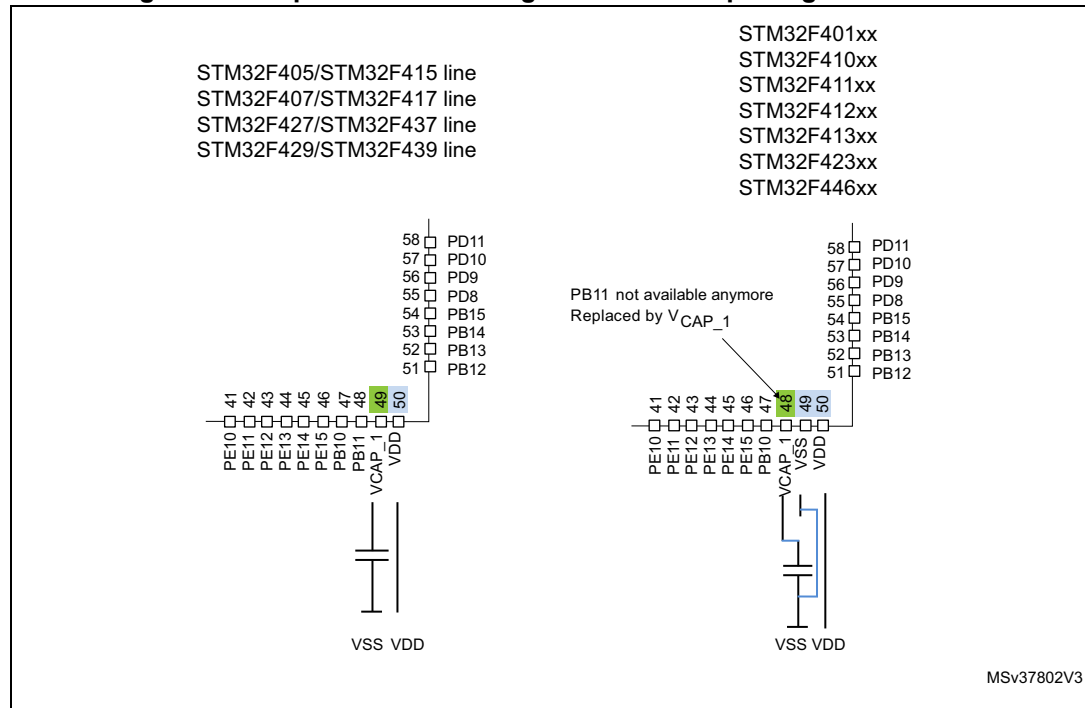 STM32F405/STM32F415 line
STM32F407/STM32F417 line
STM32F427/STM32F437 line
STM32F429/STM32F439 line
58 PD11
57 PD10
56 PD9
55 PD8
54 PB15
53 PB14
52 PB13
51 PB12
41 42 43 44 45 46 47 48 49 50
PE10 PE11 PE12 PE13 PE14 PE15 PB10 PB11 VCAP_1 VDD
VSS VDD
STM32F401xx
STM32F410xx
STM32F411xx
STM32F412xx
STM32F413xx
STM32F423xx
STM32F446xx
PB11 not available anymore
Replaced by VCAP_1
58 PD11
57 PD10
56 PD9
55 PD8
54 PB15
53 PB14
52 PB13
51 PB12
41 42 43 44 45 46 47 48 49 50
PE10 PE11 PE12 PE13 PE14 PE15 PB10 VCAP_1 VSS VDD
VSS VDD
MSv37802V3